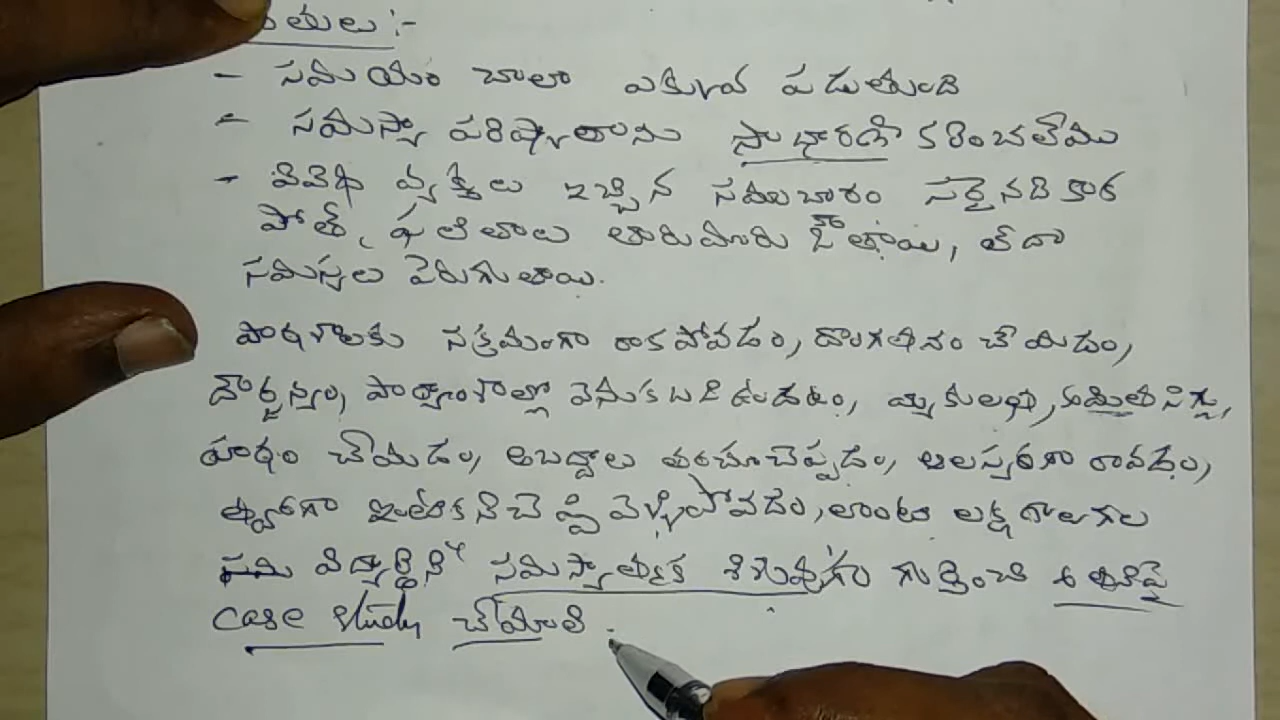 తులు :-
- సమయం చాలా ఎక్కువ పడుతుంది
- సమస్యా పరిష్కారాలను సాధారణీకరించలేము
- వివిధ వ్యక్తులు ఇచ్చిన సమాచారం సరైనది కాక
పోతే, ఫలితాలు తారుమారు ఔతాయి, లేదా
సమస్యలు పెరుగుతాయి.
పాఠశాలకు సక్రమంగా రాకపోవడం, దొంగతనం చేయడం,
దౌర్జన్యం, పాఠ్యాంశాల్లో వెనుకబడి ఉండటం, వ్యాకులత, కుమిత సిగ్గు,
చేయడం, అబద్దాలు తరచూచెప్పడం, ఆలస్యంగా రావడం,
త్వరగా ఇంటికి చెప్పి వెళ్ళిపోవడం, లాంటి లక్షణాలుగల
విద్యార్థిని సమస్యాత్మక శిశువుగా గుర్తించి అతనిపై
case study చేయాలి.